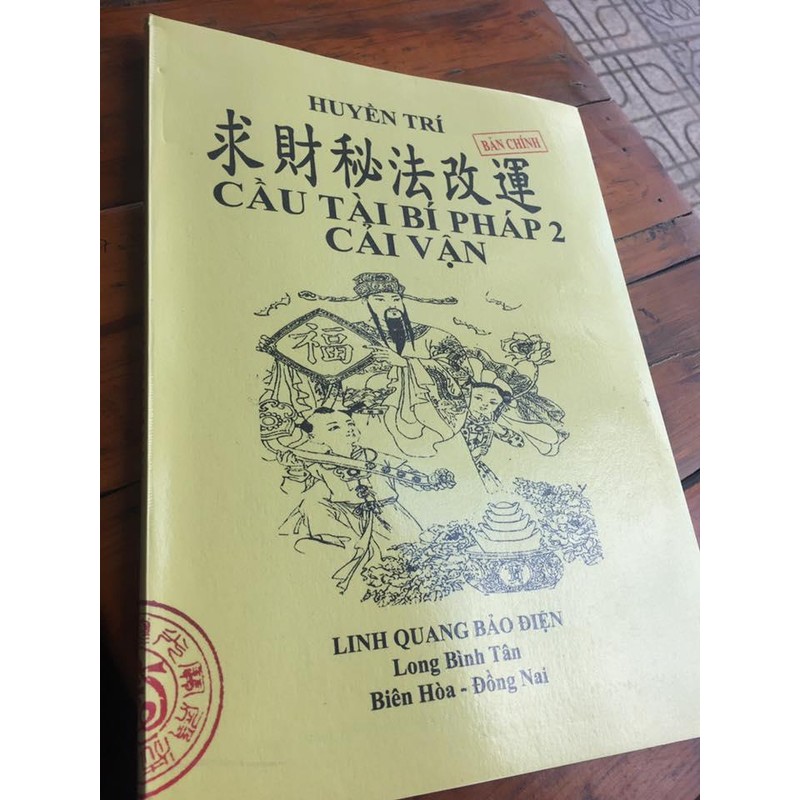 HUYỀN TRÍ
BẢN CHÍNH
求財秘法改運
CẦU TÀI BÍ PHÁP 2
CẢI VẬN
福
LINH QUANG BẢO ĐIỆN
Long Bình Tân
Biên Hòa - Đồng Nai